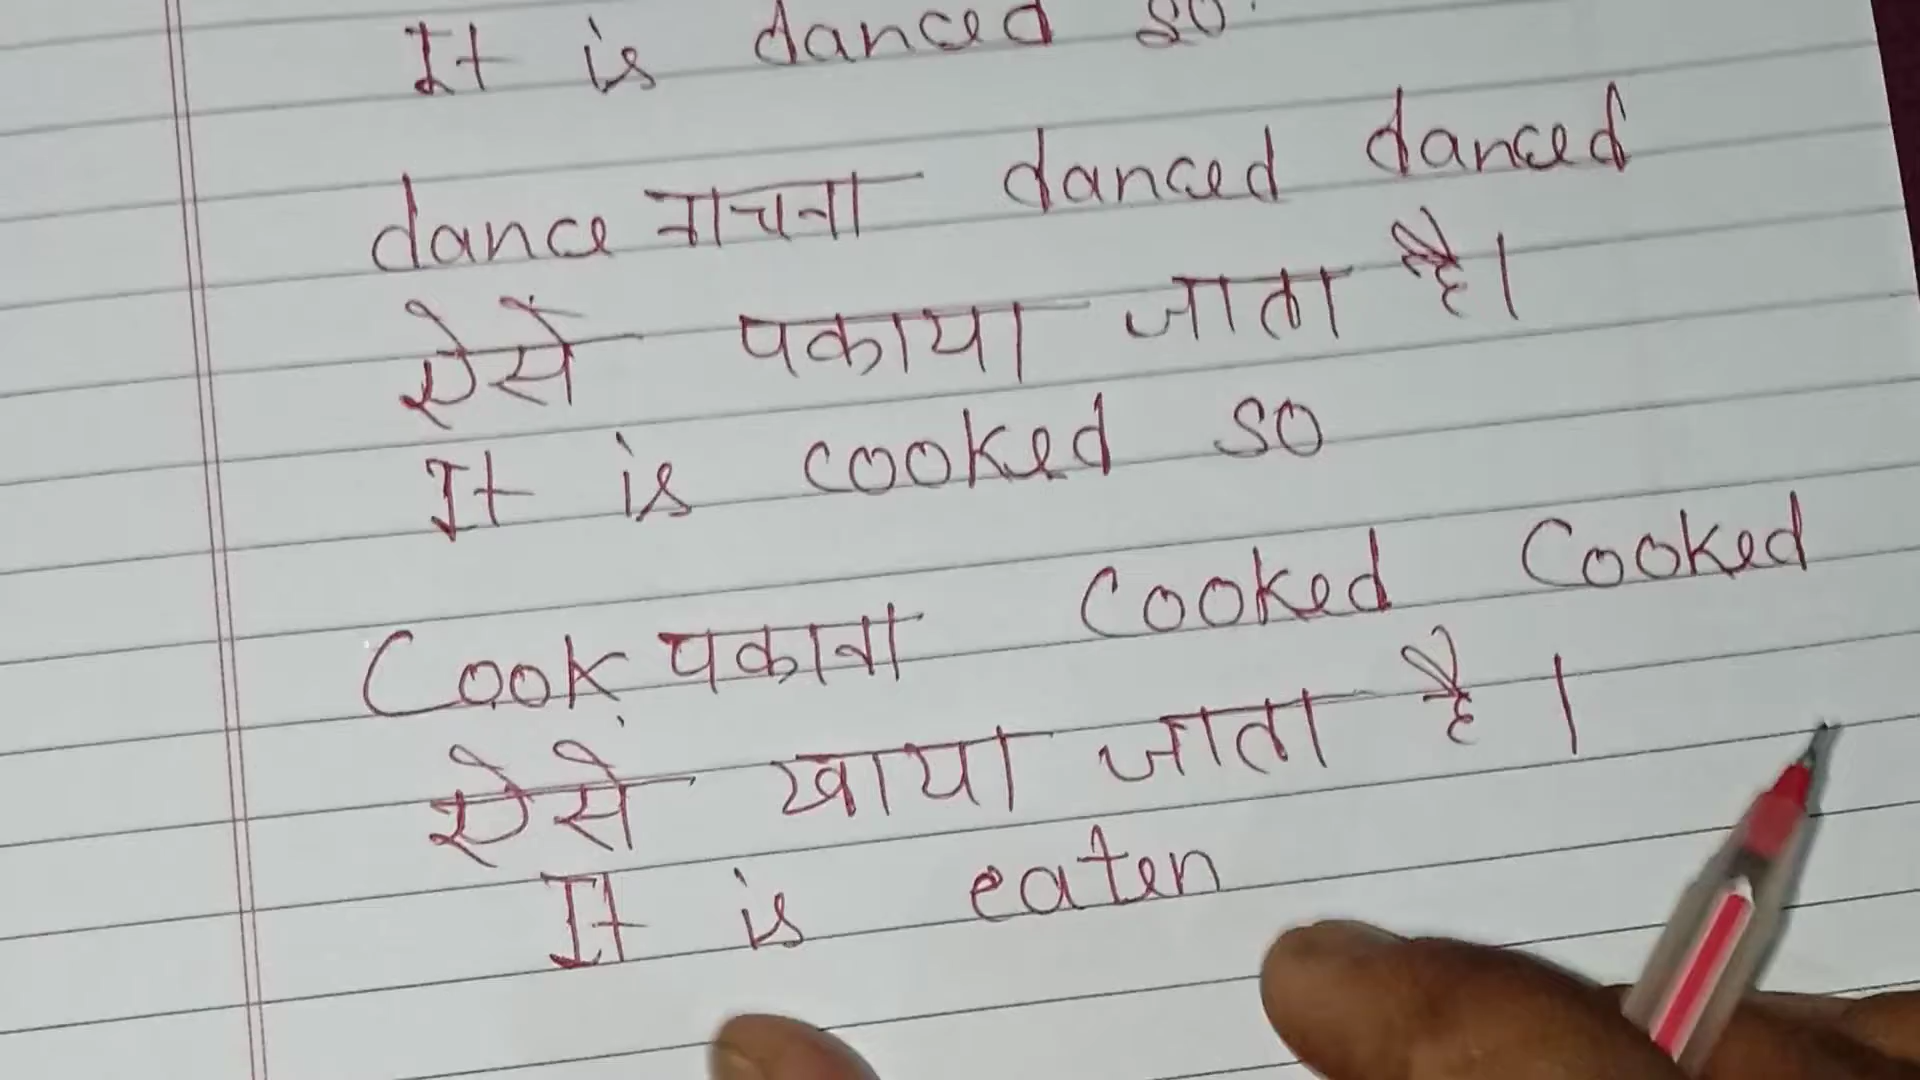 It is danced so.
dance नाचना danced danced
ऐसे पकाया जाता है।
It is cooked so
Cook पकाना Cooked Cooked
ऐसे खाया जाता है।
It is eaten